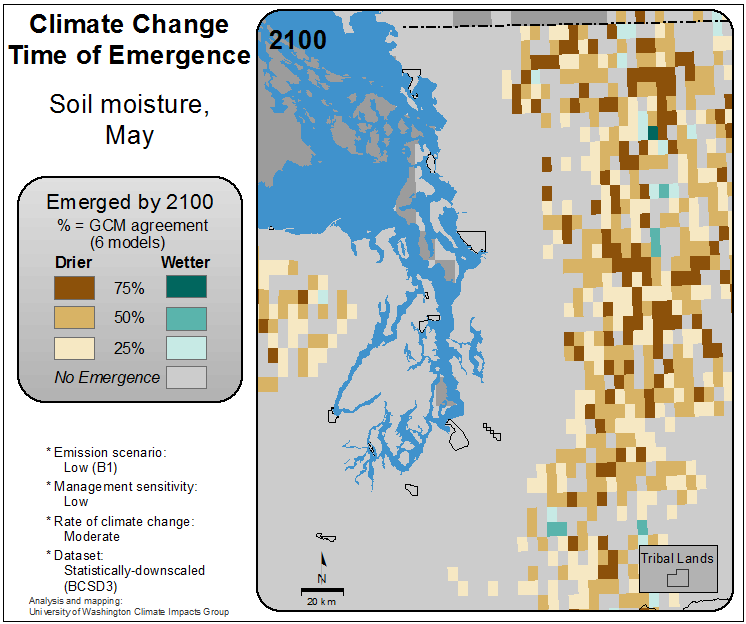 Climate Change
Time of Emergence
Soil moisture,
May
Emerged by 2100
% = GCM agreement
(6 models)
Drier Wetter
75%
50%
25%
No Emergence
* Emission scenario:
Low (B1)
* Management sensitivity:
Low
* Rate of climate change:
Moderate
* Dataset:
Statistically-downscaled
(BCSD3)
Analysis and mapping:
University of Washington Climate Impacts Group
2100
N
20 km
Tribal Lands